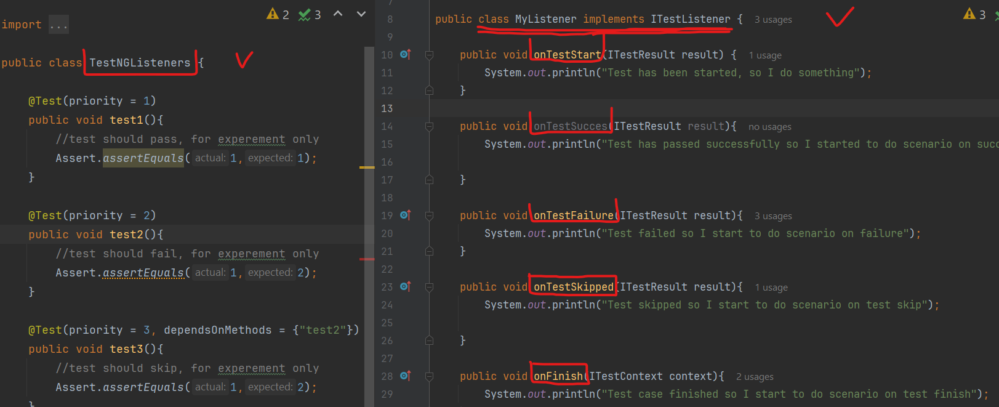 2 3
import ...
public class TestNGListeners {
@Test(priority = 1)
public void test1(){
//test should pass, for experement only
Assert.assertEquals( actual: 1, expected: 1);
}
@Test(priority = 2)
public void test2(){
//test should fail, for experement only
Assert.assertEquals( actual: 1, expected: 2);
}
@Test(priority = 3, dependsOnMethods = {"test2"})
public void test3(){
//test should skip, for experement only
Assert.assertEquals( actual: 1, expected: 2);
}
7
8 public class MyListener implements ITestListener { 3 usages 3
9
10 public void onTestStart(ITestResult result) { 1 usage
11 System.out.println("Test has been started, so I do something");
12 }
13
14 public void onTestSucces(ITestResult result){ no usages
15 System.out.println("Test has passed successfully so I started to do scenario on succ
16
17 }
18
19 public void onTestFailure(ITestResult result){ 3 usages
20 System.out.println("Test failed so I start to do scenario on failure");
21 }
22
23 public void onTestSkipped(ITestResult result){ 1 usage
24 System.out.println("Test skipped so I start to do scenario on test skip");
25
26 }
27
28 public void onFinish(ITestContext context){ 2 usages
29 System.out.println("Test case finished so I start to do scenario on test finish");